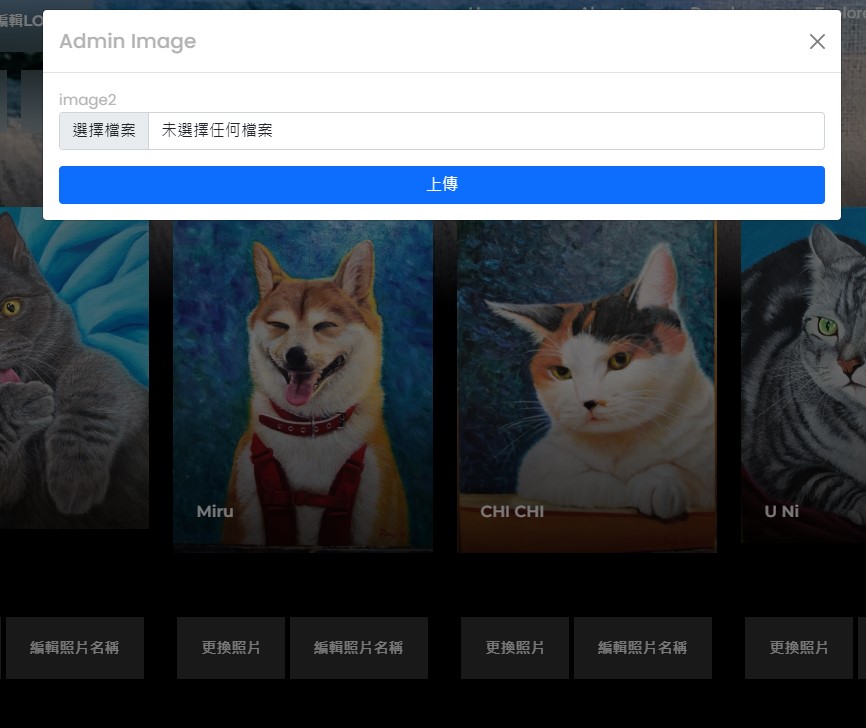 編輯LO
Admin Image
image2
選擇檔案 未選擇任何檔案
上傳
Miru
CHI CHI
U Ni
編輯照片名稱
更換照片
編輯照片名稱
更換照片
編輯照片名稱
更換照片